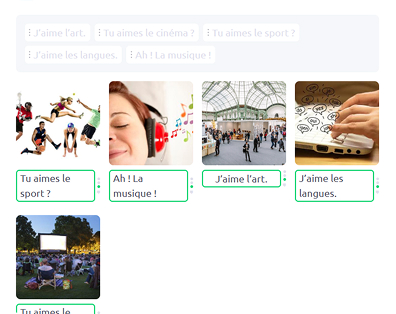 J'aime l'art.
Tu aimes le cinéma ?
Tu aimes le sport ?
J'aime les langues.
Ah ! La musique !
Tu aimes le
sport ?
Ah ! La
musique !
J'aime l'art.
J'aime les
langues.
Tu aimes le